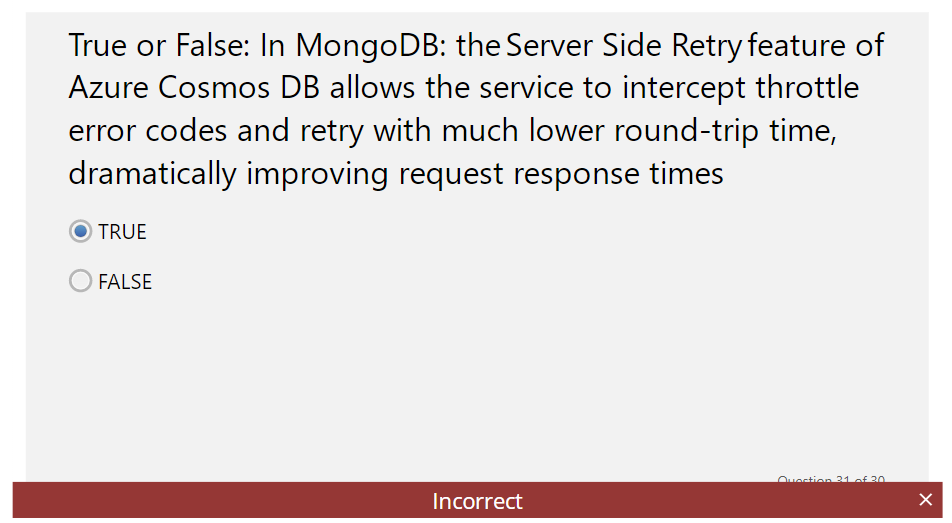 True or False: In MongoDB: the Server Side Retry feature of
Azure Cosmos DB allows the service to intercept throttle
error codes and retry with much lower round-trip time,
dramatically improving request response times
TRUE
FALSE
Question 31 of 30
Incorrect